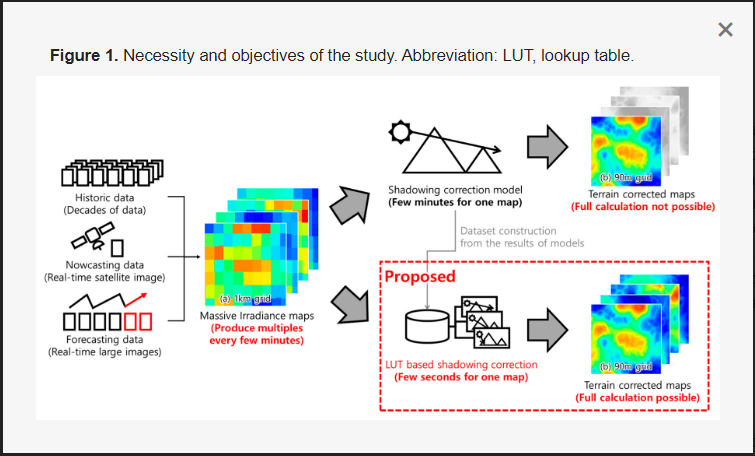 Figure 1. Necessity and objectives of the study. Abbreviation: LUT, lookup table.
Historic data
(Decades of data)
Nowcasting data
(Real-time satellite image)
Forecasting data
(Real-time large images)
(a) 1km grid
Massive Irradiance maps
(Produce multiples
every few minutes)
Shadowing correction model
(Few minutes for one map)
(b) 90m grid
Terrain corrected maps
(Full calculation not possible)
Dataset construction
from the results of models
Proposed
LUT based shadowing correction
(Few seconds for one map)
(b) 90m grid
Terrain corrected maps
(Full calculation possible)